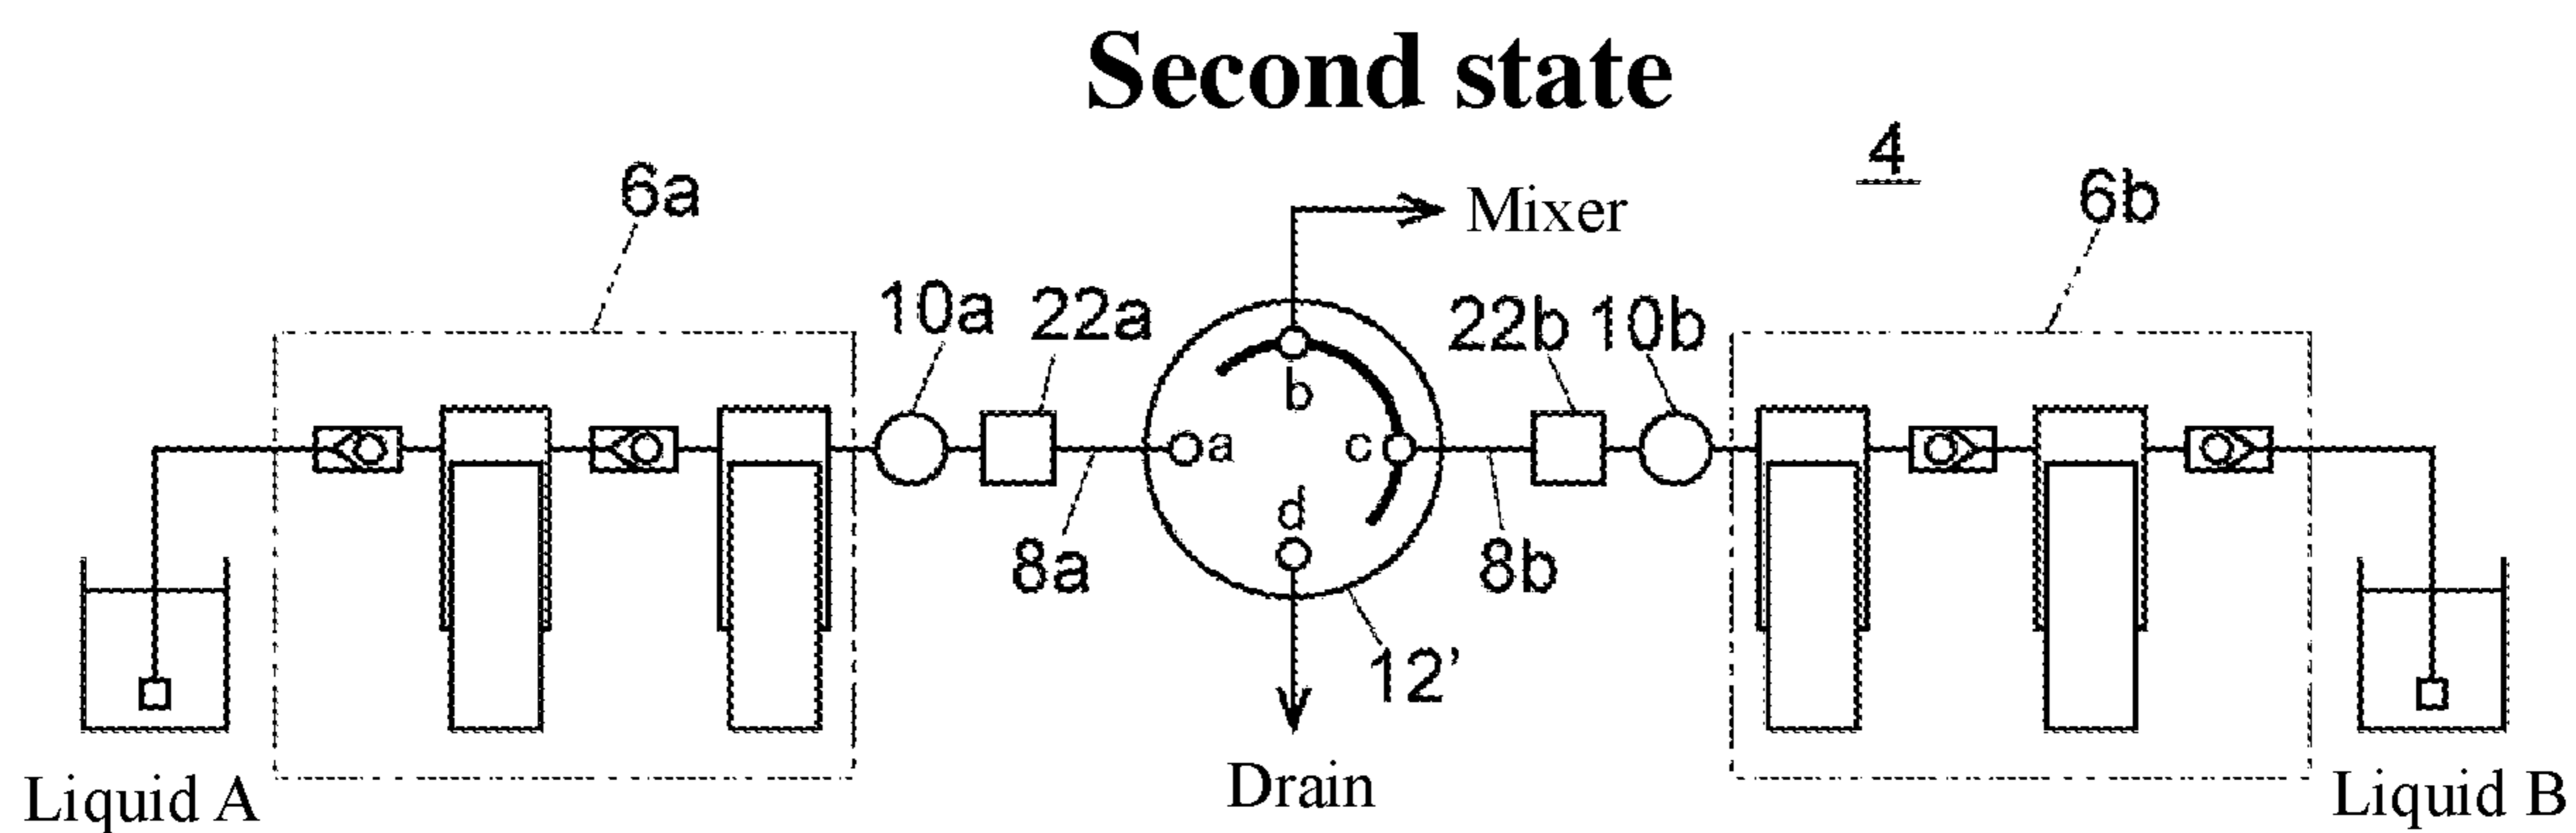 Second state
4
6a
Mixer
6b
10a
22a
22b
10b
b
a
c
d
8a
8b
12’
Drain
Liquid A
Liquid B